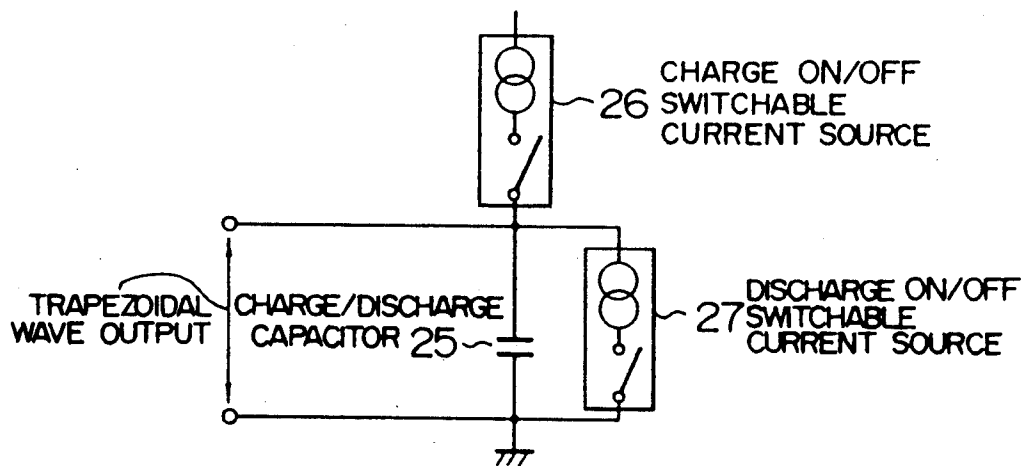 26 CHARGE ON/OFF
SWITCHABLE
CURRENT SOURCE
TRAPEZOIDAL
WAVE OUTPUT
CHARGE/DISCHARGE
CAPACITOR 25
27 DISCHARGE ON/OFF
SWITCHABLE
CURRENT SOURCE